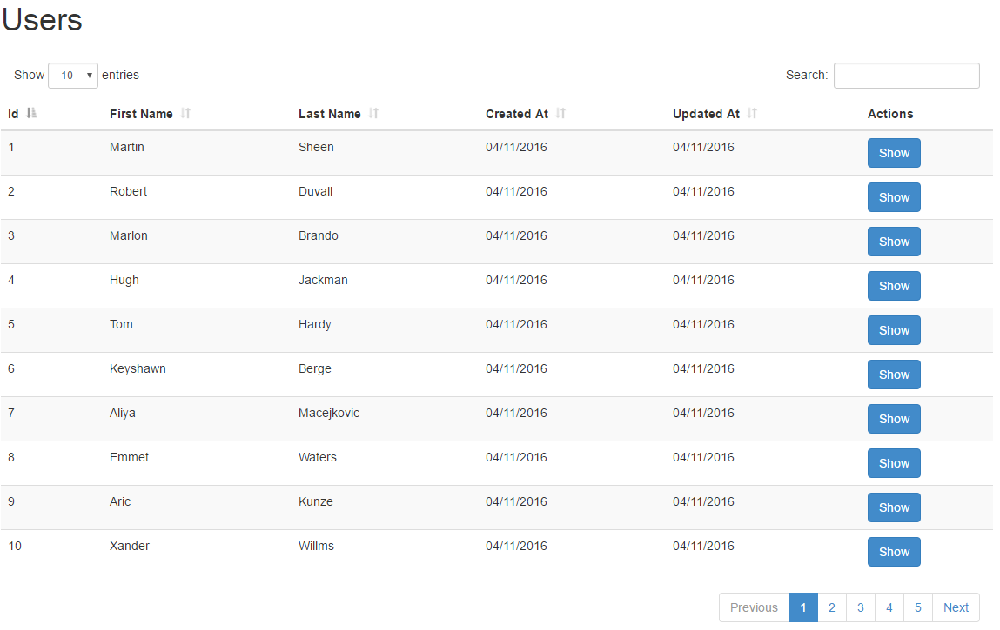 Users
Show 10 entries Search:
Id First Name Last Name Created At Updated At Actions
1 Martin Sheen 04/11/2016 04/11/2016 Show
2 Robert Duvall 04/11/2016 04/11/2016 Show
3 Marlon Brando 04/11/2016 04/11/2016 Show
4 Hugh Jackman 04/11/2016 04/11/2016 Show
5 Tom Hardy 04/11/2016 04/11/2016 Show
6 Keyshawn Berge 04/11/2016 04/11/2016 Show
7 Aliya Macejkovic 04/11/2016 04/11/2016 Show
8 Emmet Waters 04/11/2016 04/11/2016 Show
9 Aric Kunze 04/11/2016 04/11/2016 Show
10 Xander Willms 04/11/2016 04/11/2016 Show
Previous 1 2 3 4 5 Next